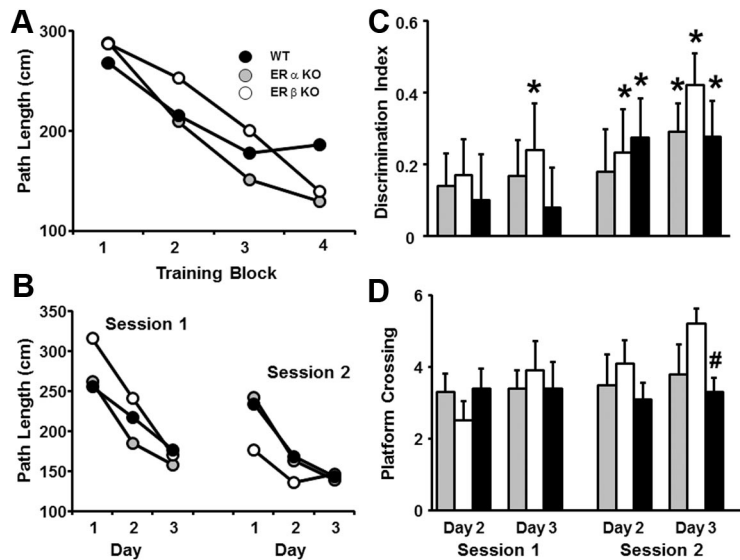 A
Path Length (cm)
300
200
100
WT
ER α KO
ER β KO
1 2 3 4
Training Block
B
Path Length (cm)
350
300
250
200
150
100
Session 1
Session 2
1 2 3 1 2 3
Day Day
C
Discrimination Index
0.6
0.4
0.2
0
* * * * * *
D
Platform Crossing
6
4
2
0
#
Day 2 Day 3 Day 2 Day 3
Session 1 Session 2